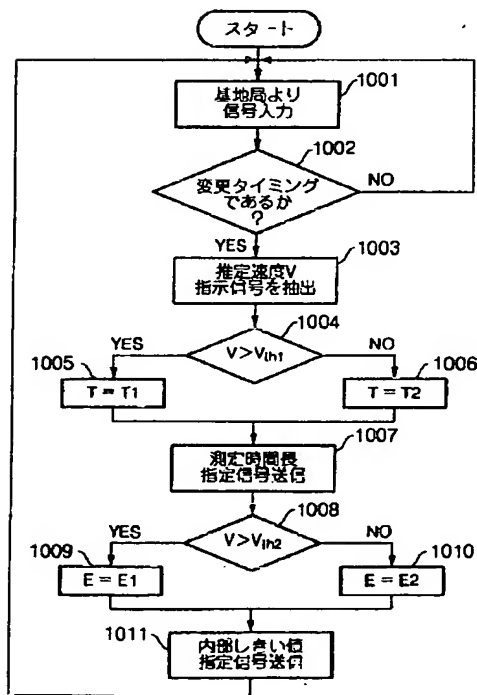 スタート
1001
基地局より
信号入力
1002
変更タイミング
であるか
?
NO
YES
1003
推定速度V
指示信号を抽出
1004
V>Vth1
YES
NO
1005
T = T1
1006
T = T2
1007
測定時間長
指定信号送信
1008
V>Vth2
YES
NO
1009
E = E1
1010
E = E2
1011
内部しきい値
指定信号送信